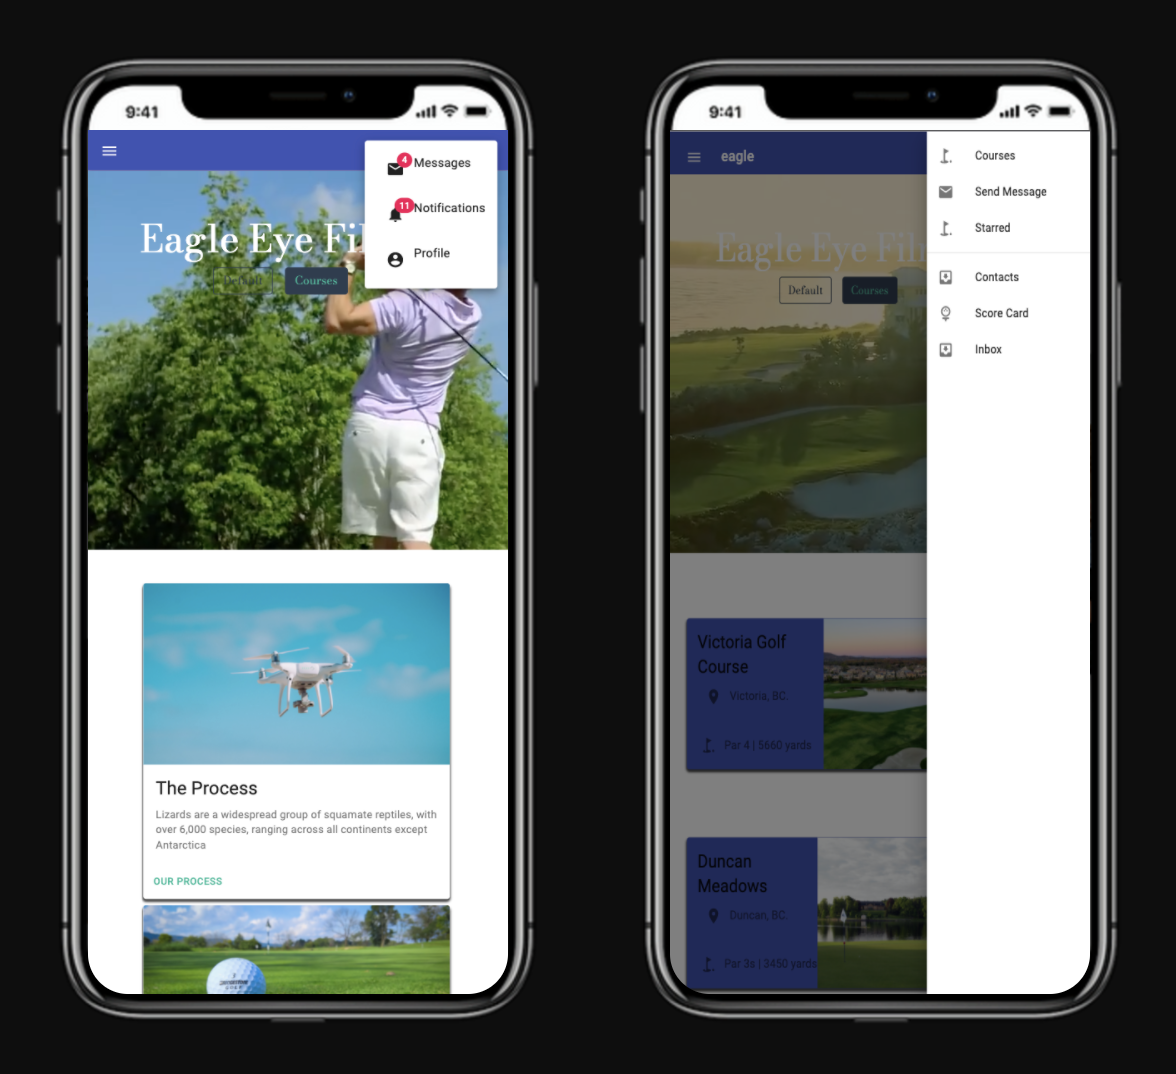 9:41
4
Messages
11
Notifications
Profile
Eagle Eye Fil
Default
Courses
The Process
Lizards are a widespread group of squamate reptiles, with
over 6,000 species, ranging across all continents except
Antarctica
OUR PROCESS
9:41
eagle
Eagle Eye Film
Default
Courses
Victoria Golf
Course
Victoria, BC.
Par 4 | 5660 yards
Duncan
Meadows
Duncan, BC.
Par 3s | 3450 yards
Courses
Send Message
Starred
Contacts
Score Card
Inbox